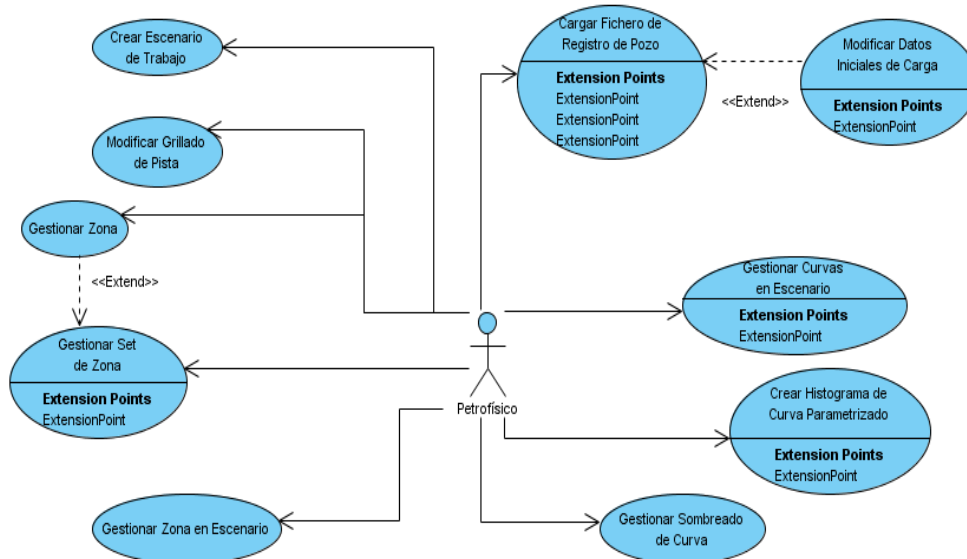 Crear Escenario
de Trabajo
Cargar Fichero de
Registro de Pozo
Extension Points
ExtensionPoint
ExtensionPoint
ExtensionPoint
<<Extend>>
Modificar Datos
Iniciales de Carga
Extension Points
ExtensionPoint
Modificar Grillado
de Pista
Gestionar Zona
<<Extend>>
Gestionar Set
de Zona
Extension Points
ExtensionPoint
Petrofísico
Gestionar Curvas
en Escenario
Extension Points
ExtensionPoint
Crear Histograma de
Curva Parametrizado
Extension Points
ExtensionPoint
Gestionar Zona en Escenario
Gestionar Sombreado
de Curva